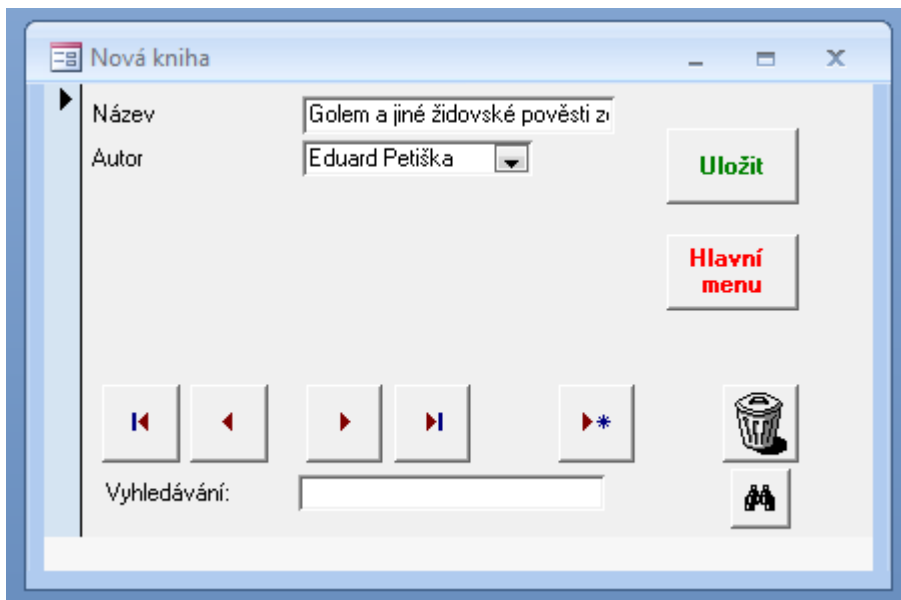 Nová kniha
Název
Golem a jiné židovské pověsti
Autor
Eduard Petiška
Uložit
Hlavní
menu
Vyhledávání: